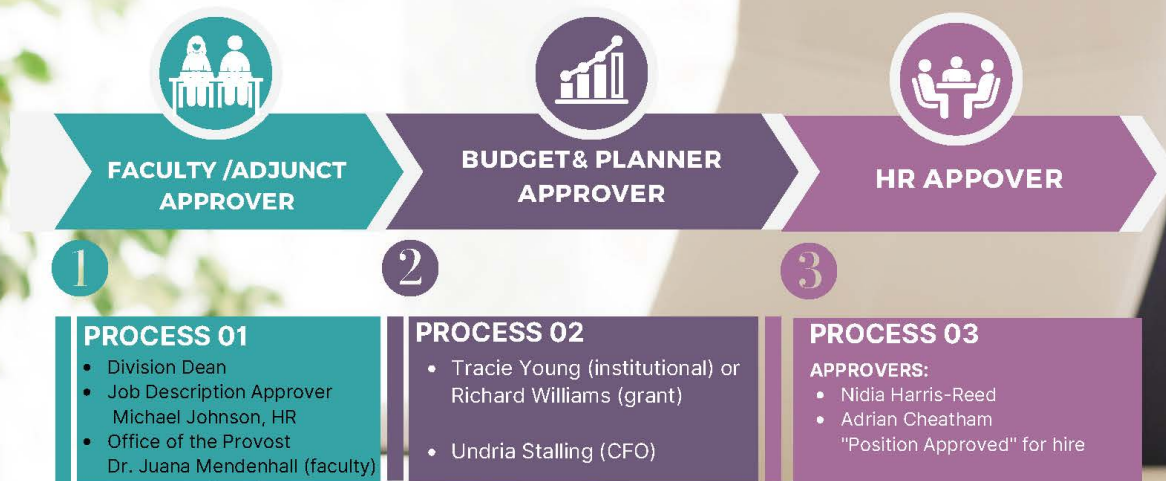 FACULTY /ADJUNCT
APPROVER
BUDGET& PLANNER
APPROVER
HR APPOVER
1
2
3
PROCESS 01
• Division Dean
• Job Description Approver
Michael Johnson, HR
• Office of the Provost
Dr. Juana Mendenhall (faculty)
PROCESS 02
• Tracie Young (institutional) or
Richard Williams (grant)
• Undria Stalling (CFO)
PROCESS 03
APPROVERS:
• Nidia Harris-Reed
• Adrian Cheatham
"Position Approved" for hire